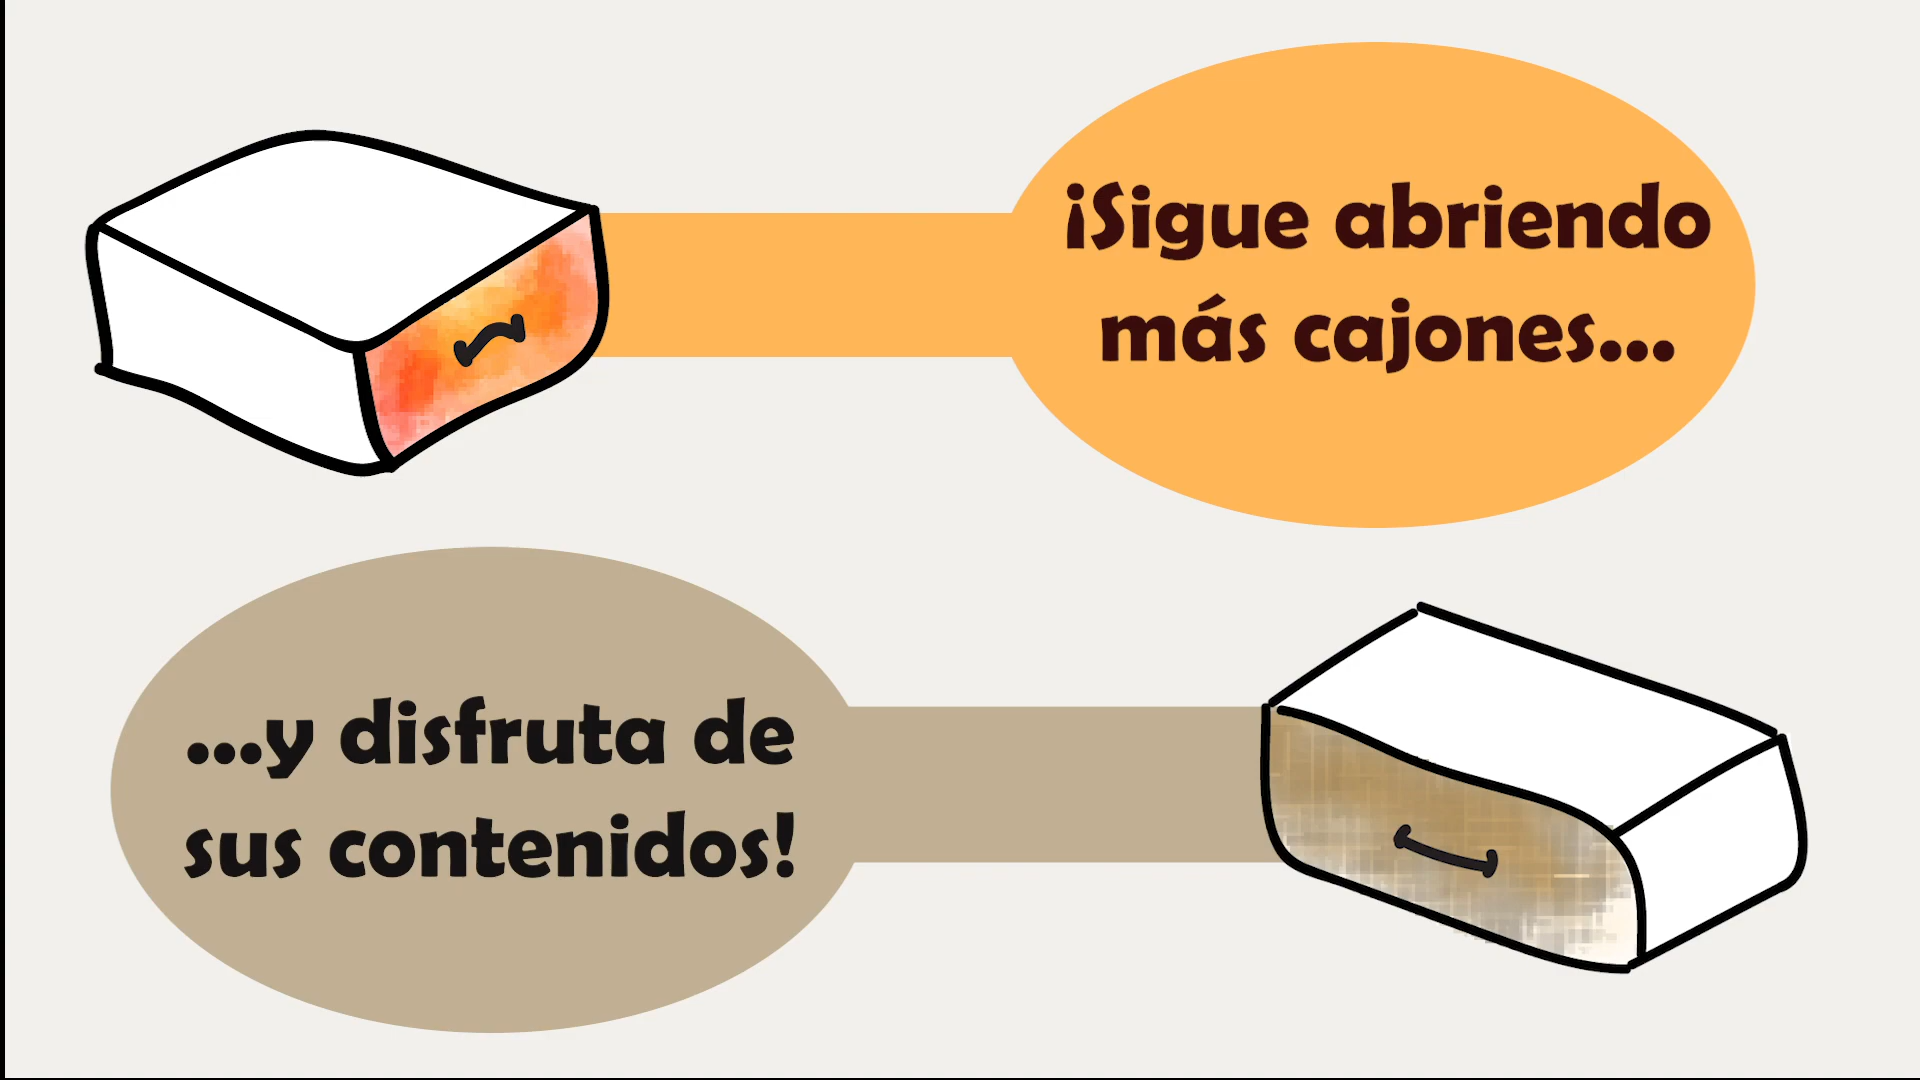 ¡Sigue abriendo
más cajones...
...y disfruta de
sus contenidos!